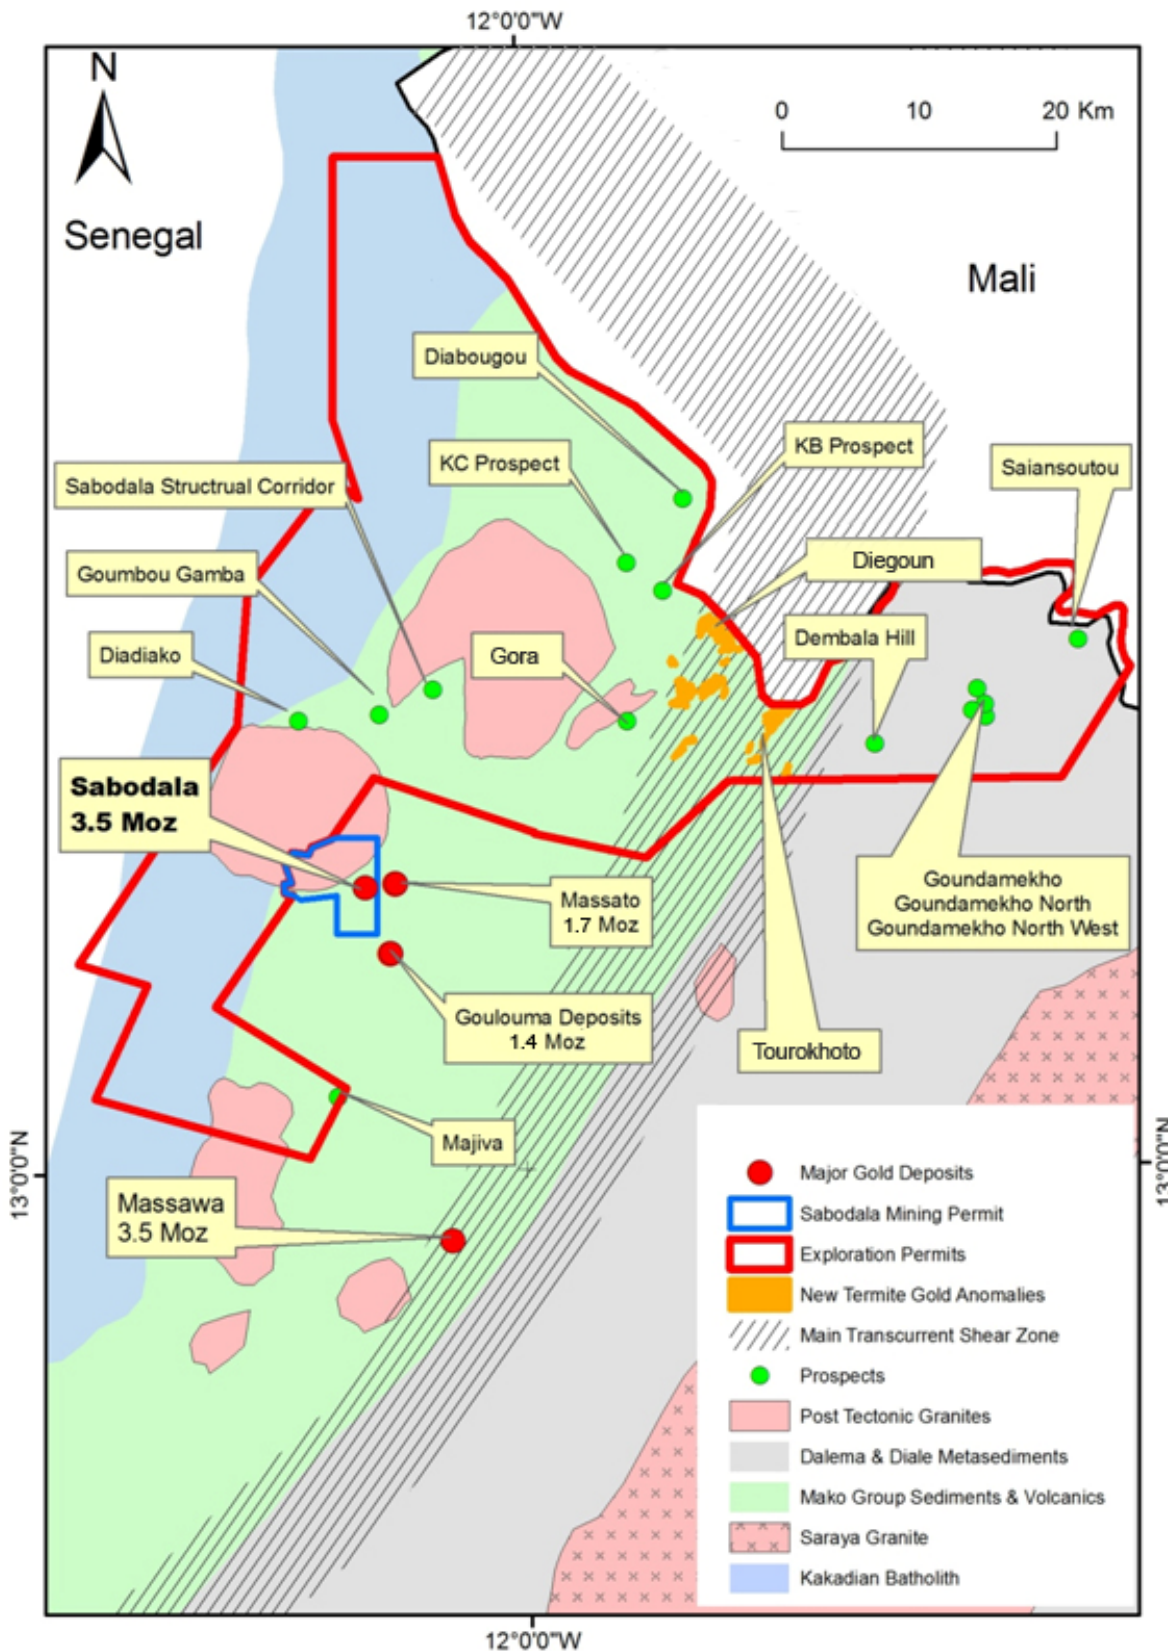 12°0'0"W
N
0 10 20 Km
Senegal
Mali
Diabougou
KB Prospect
KC Prospect
Saiansoutou
Sabodala Structrual Corridor
Diegoun
Goumbou Gamba
Dembala Hill
Diadiako
Gora
Sabodala
3.5 Moz
Massato
1.7 Moz
Goundamekho
Goundamekho North
Goundamekho North West
Goulouma Deposits
1.4 Moz
Tourokhoto
Majiva
13°0'0"N
13°0'0"N
Massawa
3.5 Moz
Major Gold Deposits
Sabodala Mining Permit
Exploration Permits
New Termite Gold Anomalies
Main Transcurrent Shear Zone
Prospects
Post Tectonic Granites
Dalema & Diale Metasediments
Mako Group Sediments & Volcanics
Saraya Granite
Kakadian Batholith
12°0'0"W